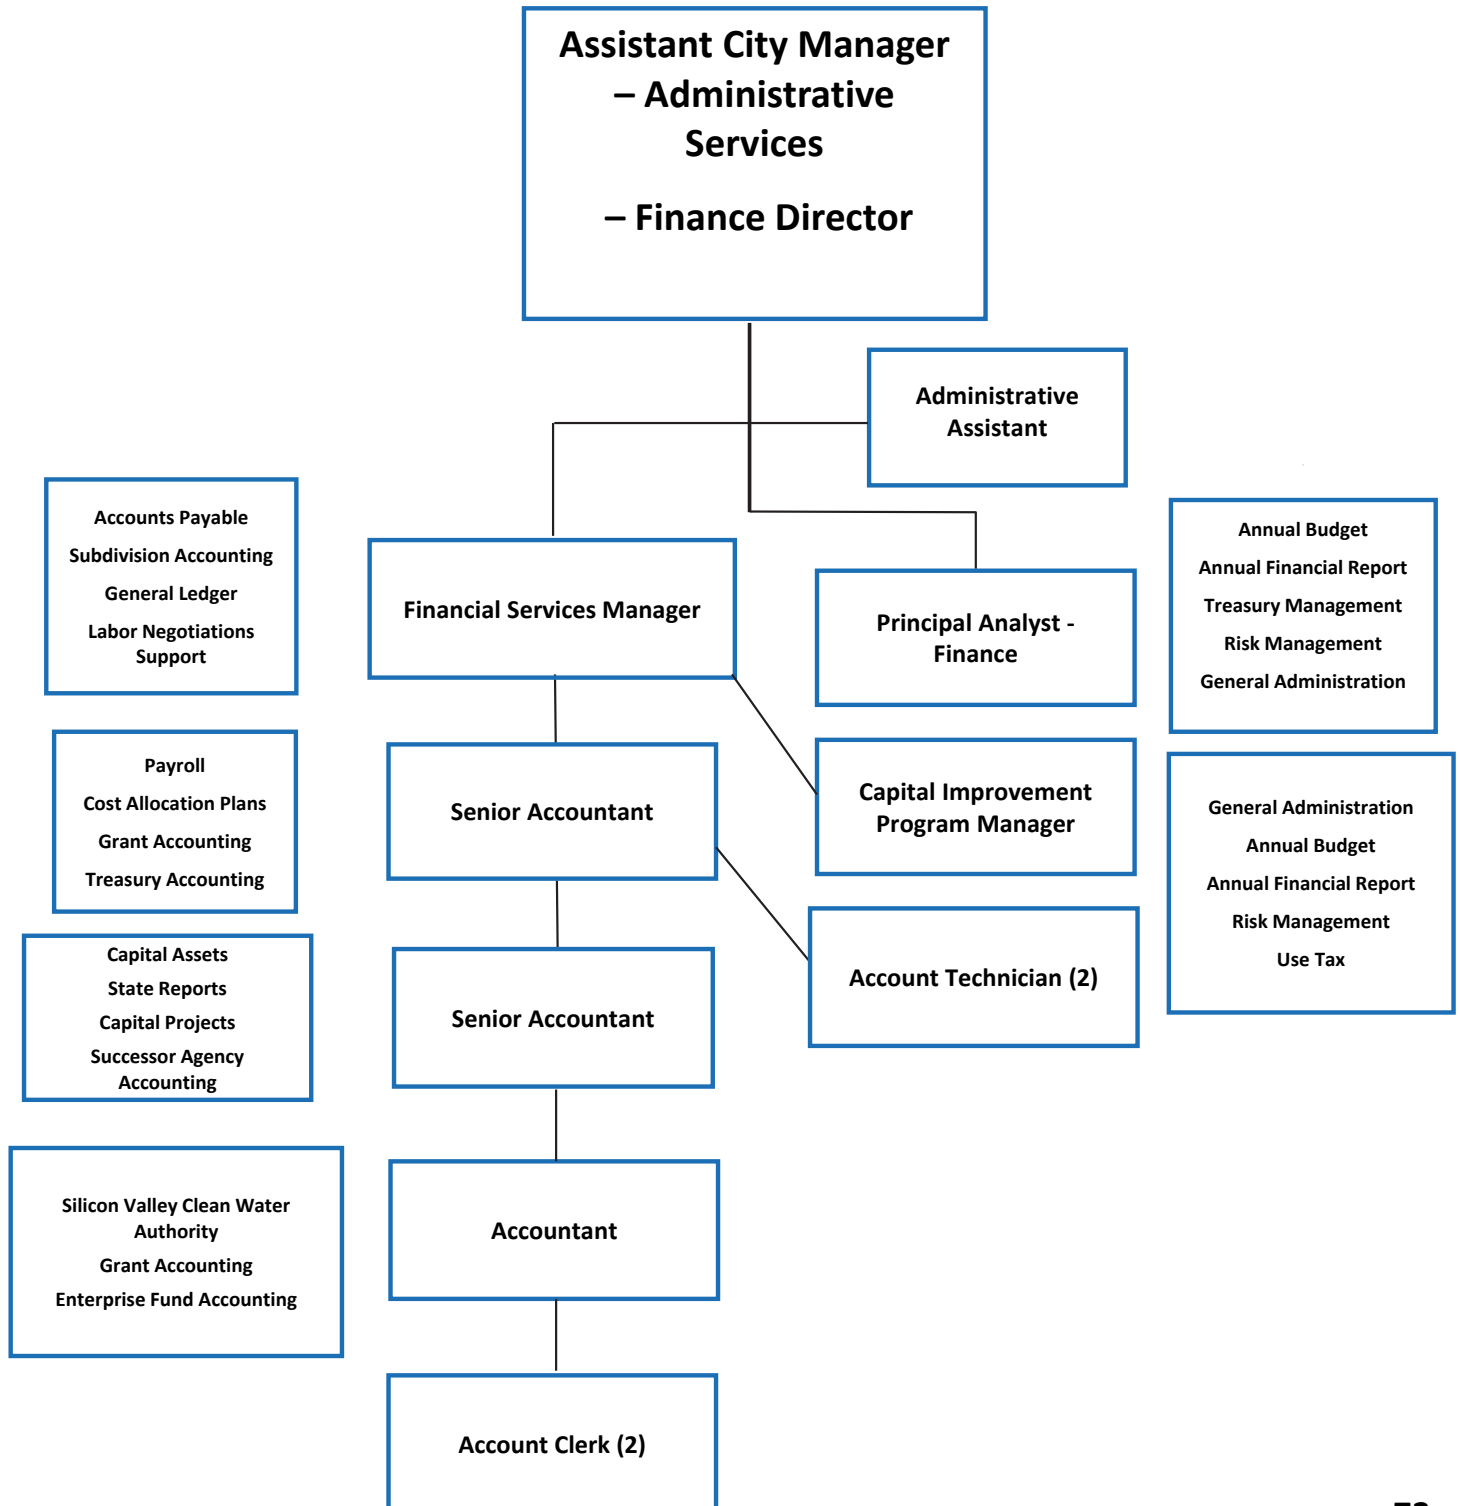 Assistant City Manager
– Administrative
Services
– Finance Director
Administrative
Assistant
Accounts Payable
Subdivision Accounting
General Ledger
Labor Negotiations
Support
Financial Services Manager
Principal Analyst -
Finance
Annual Budget
Annual Financial Report
Treasury Management
Risk Management
General Administration
Payroll
Cost Allocation Plans
Grant Accounting
Treasury Accounting
Senior Accountant
Capital Improvement
Program Manager
General Administration
Annual Budget
Annual Financial Report
Risk Management
Use Tax
Capital Assets
State Reports
Capital Projects
Successor Agency
Accounting
Senior Accountant
Account Technician (2)
Silicon Valley Clean Water
Authority
Grant Accounting
Enterprise Fund Accounting
Accountant
Account Clerk (2)